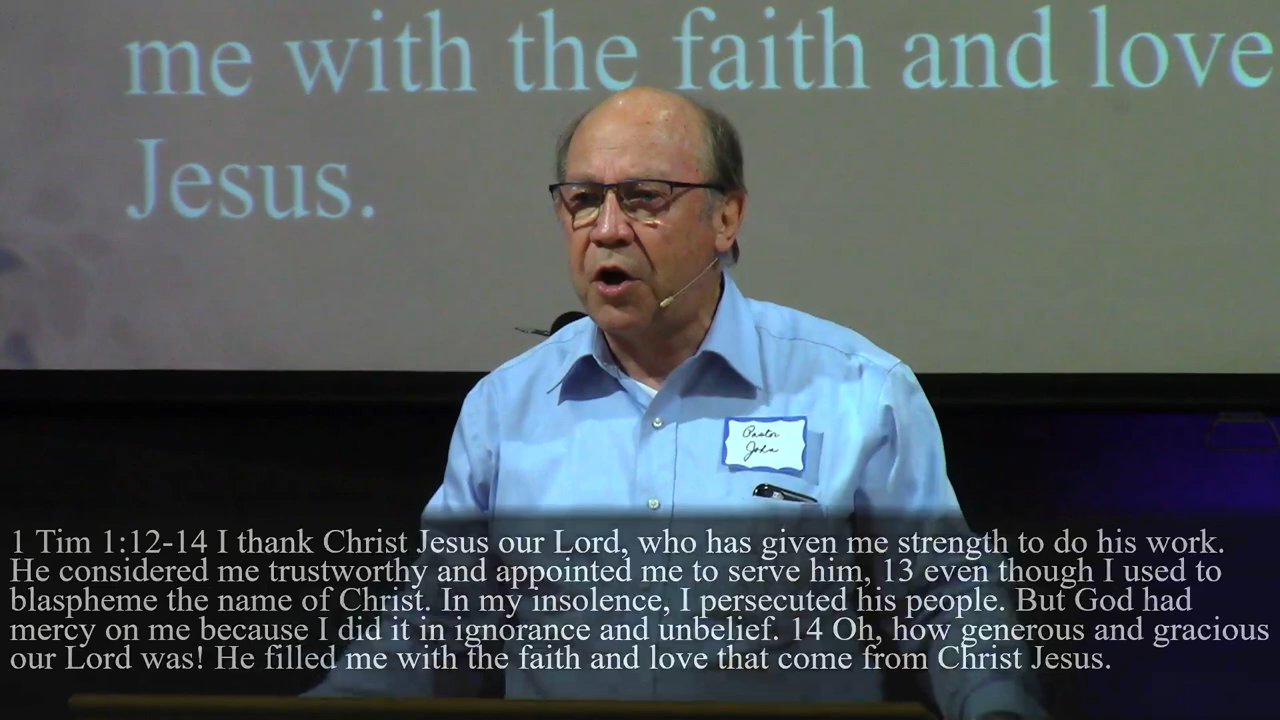 me with the faith and love
Jesus.
Pastor
John
1 Tim 1:12-14 I thank Christ Jesus our Lord, who has given me strength to do his work.
He considered me trustworthy and appointed me to serve him, 13 even though I used to
blaspheme the name of Christ. In my insolence, I persecuted his people. But God had
mercy on me because I did it in ignorance and unbelief. 14 Oh, how generous and gracious
our Lord was! He filled me with the faith and love that come from Christ Jesus.